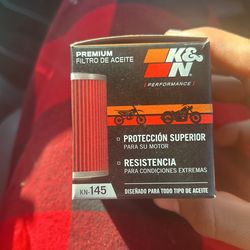 PREMIUM
FILTRO DE ACEITE
K&N
PERFORMANCE
PROTECCIÓN SUPERIOR
PARA SU MOTOR
RESISTENCIA
PARA CONDICIONES EXTREMAS
KN-145
DISEÑADO PARA TODO TIPO DE ACEITE